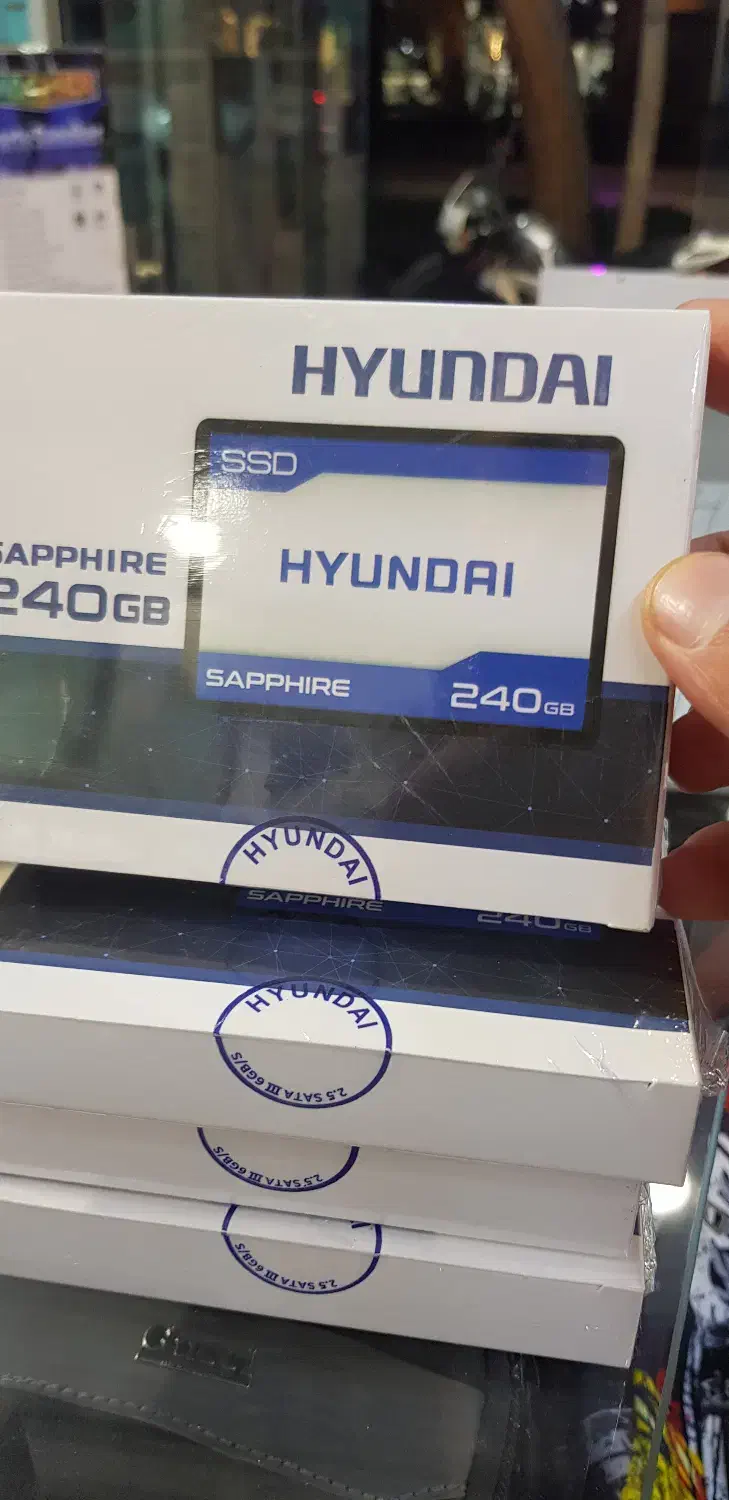 HYUNDAI
SSD
HYUNDAI
SAPPHIRE
240GB
SAPPHIRE 240GB
HYUNDAI
SAPPHIRE 240GB
HYUNDAI
2.5 SATA III 6GB/S
2.5 SATA III 6GB/S
2.5 SATA III 6GB/S